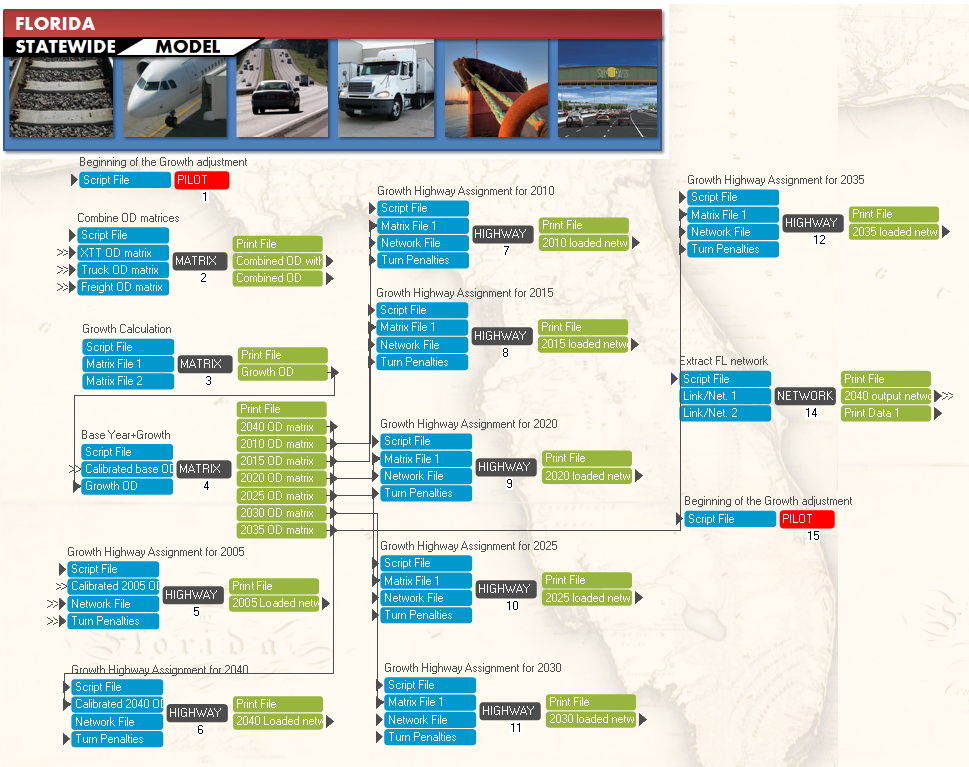 FLORIDA
STATEWIDE MODEL
SUNPASS
Beginning of the Growth adjustment
Script File
PILOT
1
Combine OD matrices
Script File
XTT OD matrix
Truck OD matrix
Freight OD matrix
MATRIX
2
Print File
Combined OD with
Combined OD
Growth Calculation
Script File
Matrix File 1
Matrix File 2
MATRIX
3
Print File
Growth OD
Base Year+Growth
Script File
Calibrated base OD
Growth OD
MATRIX
4
Print File
2040 OD matrix
2010 OD matrix
2015 OD matrix
2020 OD matrix
2025 OD matrix
2030 OD matrix
2035 OD matrix
Growth Highway Assignment for 2005
Script File
Calibrated 2005 OD
Network File
Turn Penalties
HIGHWAY
5
Print File
2005 Loaded netw
Growth Highway Assignment for 2040
Script File
Calibrated 2040 OD
Network File
Turn Penalties
HIGHWAY
6
Print File
2040 Loaded netw
Growth Highway Assignment for 2010
Script File
Matrix File 1
Network File
Turn Penalties
HIGHWAY
7
Print File
2010 loaded netw
Growth Highway Assignment for 2015
Script File
Matrix File 1
Network File
Turn Penalties
HIGHWAY
8
Print File
2015 loaded netw
Growth Highway Assignment for 2020
Script File
Matrix File 1
Network File
Turn Penalties
HIGHWAY
9
Print File
2020 loaded netw
Growth Highway Assignment for 2025
Script File
Matrix File 1
Network File
Turn Penalties
HIGHWAY
10
Print File
2025 loaded netw
Growth Highway Assignment for 2030
Script File
Matrix File 1
Network File
Turn Penalties
HIGHWAY
11
Print File
2030 loaded netw
Growth Highway Assignment for 2035
Script File
Matrix File 1
Network File
Turn Penalties
HIGHWAY
12
Print File
2035 loaded netw
Extract FL network
Script File
Link/Net. 1
Link/Net. 2
NETWORK
14
Print File
2040 output netwo
Print Data 1
Beginning of the Growth adjustment
Script File
PILOT
15
Florida